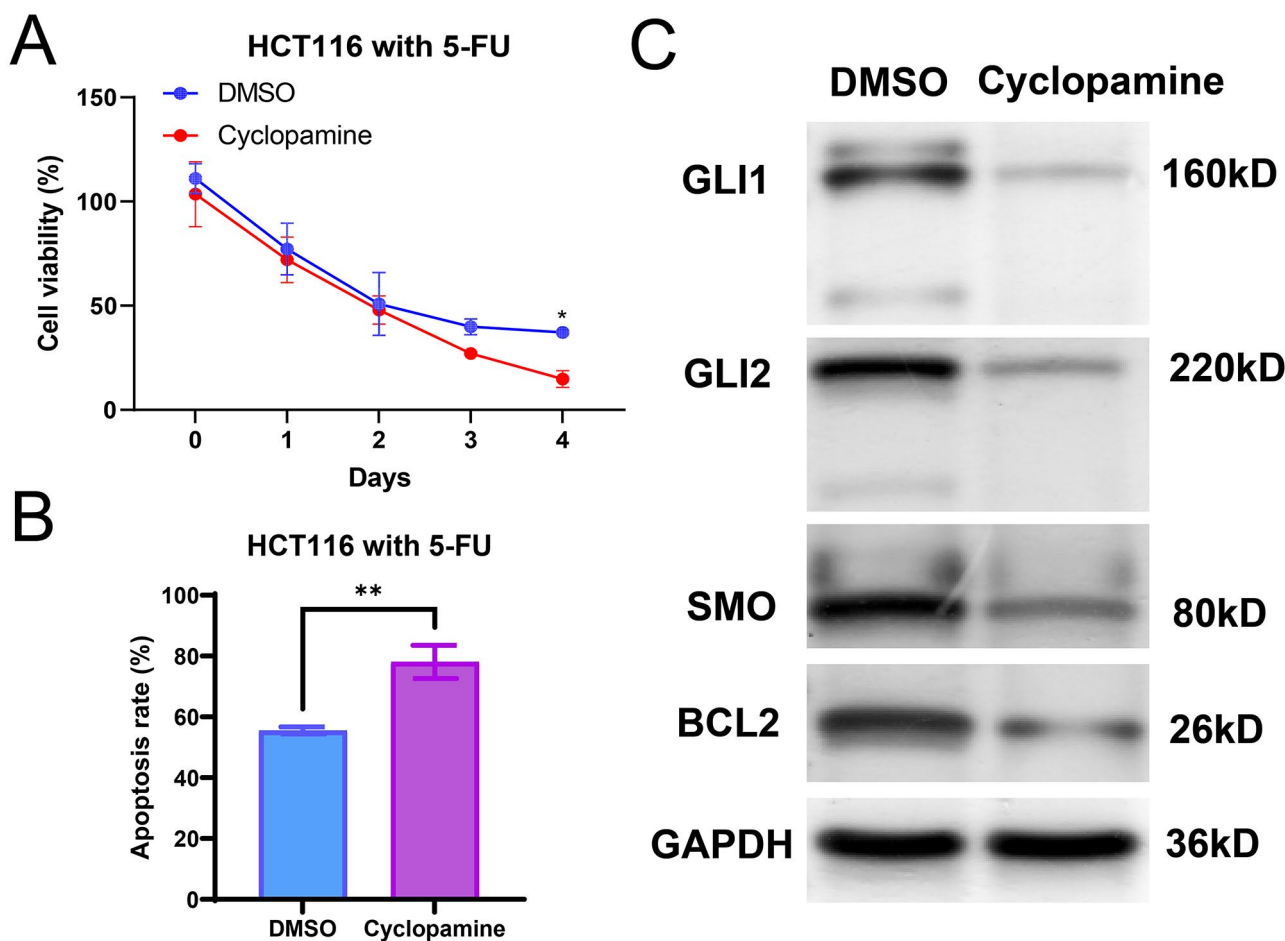 A
HCT116 with 5-FU
DMSO
Cyclopamine
150
100
50
0
Cell viability (%)
0 1 2 3 4
*
Days
B
HCT116 with 5-FU
**
100
80
60
40
20
0
Apoptosis rate (%)
DMSO Cyclopamine
C
DMSO Cyclopamine
GLI1 160kD
GLI2 220kD
SMO 80kD
BCL2 26kD
GAPDH 36kD